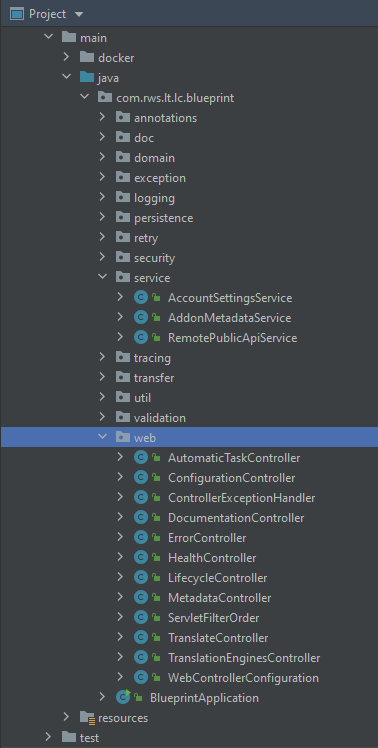 Project
main
docker
java
com.rws.lt.lc.blueprint
annotations
doc
domain
exception
logging
persistence
retry
security
service
AccountSettingsService
AddonMetadataService
RemotePublicApiService
tracing
transfer
util
validation
web
AutomaticTaskController
ConfigurationController
ControllerExceptionHandler
DocumentationController
ErrorController
HealthController
LifecycleController
MetadataController
ServletFilterOrder
TranslateController
TranslationEnginesController
WebControllerConfiguration
BlueprintApplication
resources
test